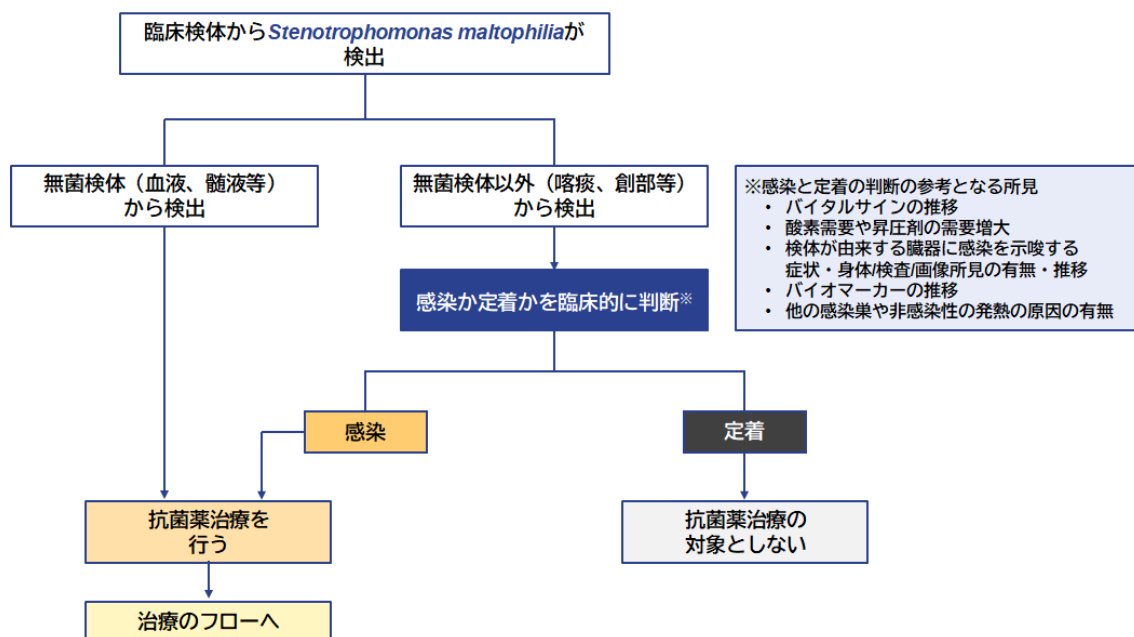 臨床検体からStenotrophomonas maltophiliaが
検出
無菌検体（血液、髄液等）
から検出
無菌検体以外（喀痰、創部等）
から検出
※感染と定着の判断の参考となる所見
・ バイタルサインの推移
・ 酸素需要や昇圧剤の需要増大
・ 検体が由来する臓器に感染を示唆する
症状・身体/検査/画像所見の有無・推移
・ バイオマーカーの推移
・ 他の感染巣や非感染性の発熱の原因の有無
感染か定着かを臨床的に判断※
感染
定着
抗菌薬治療を
行う
抗菌薬治療の
対象としない
治療のフローへ